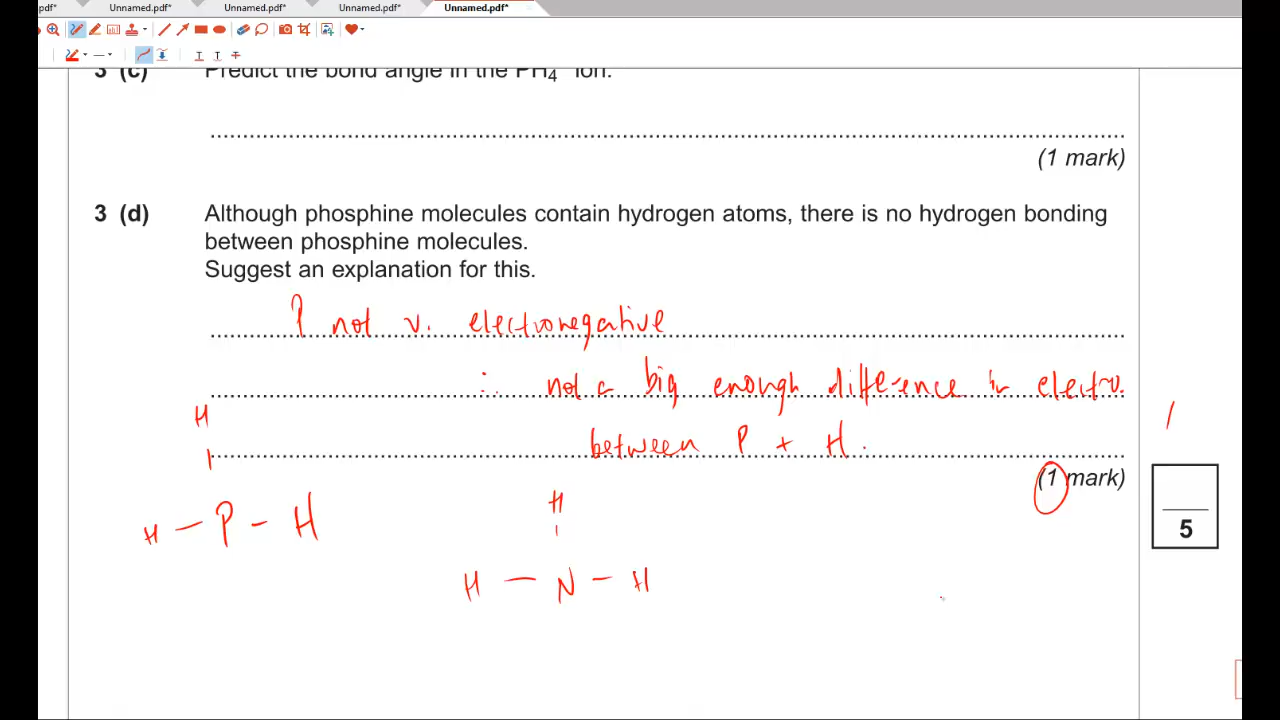 .pdf*
Unnamed.pdf*
Unnamed.pdf*
Unnamed.pdf*
Unnamed.pdf*
3 (c) Predict the bond angle in the PH4 ion.
(1 mark)
3 (d) Although phosphine molecules contain hydrogen atoms, there is no hydrogen bonding
between phosphine molecules.
Suggest an explanation for this.
P not v. electronegative
∴ not a big enough difference in electro.
between P + H.
(1 mark)
H
H - P - H
H
H - N - H
5